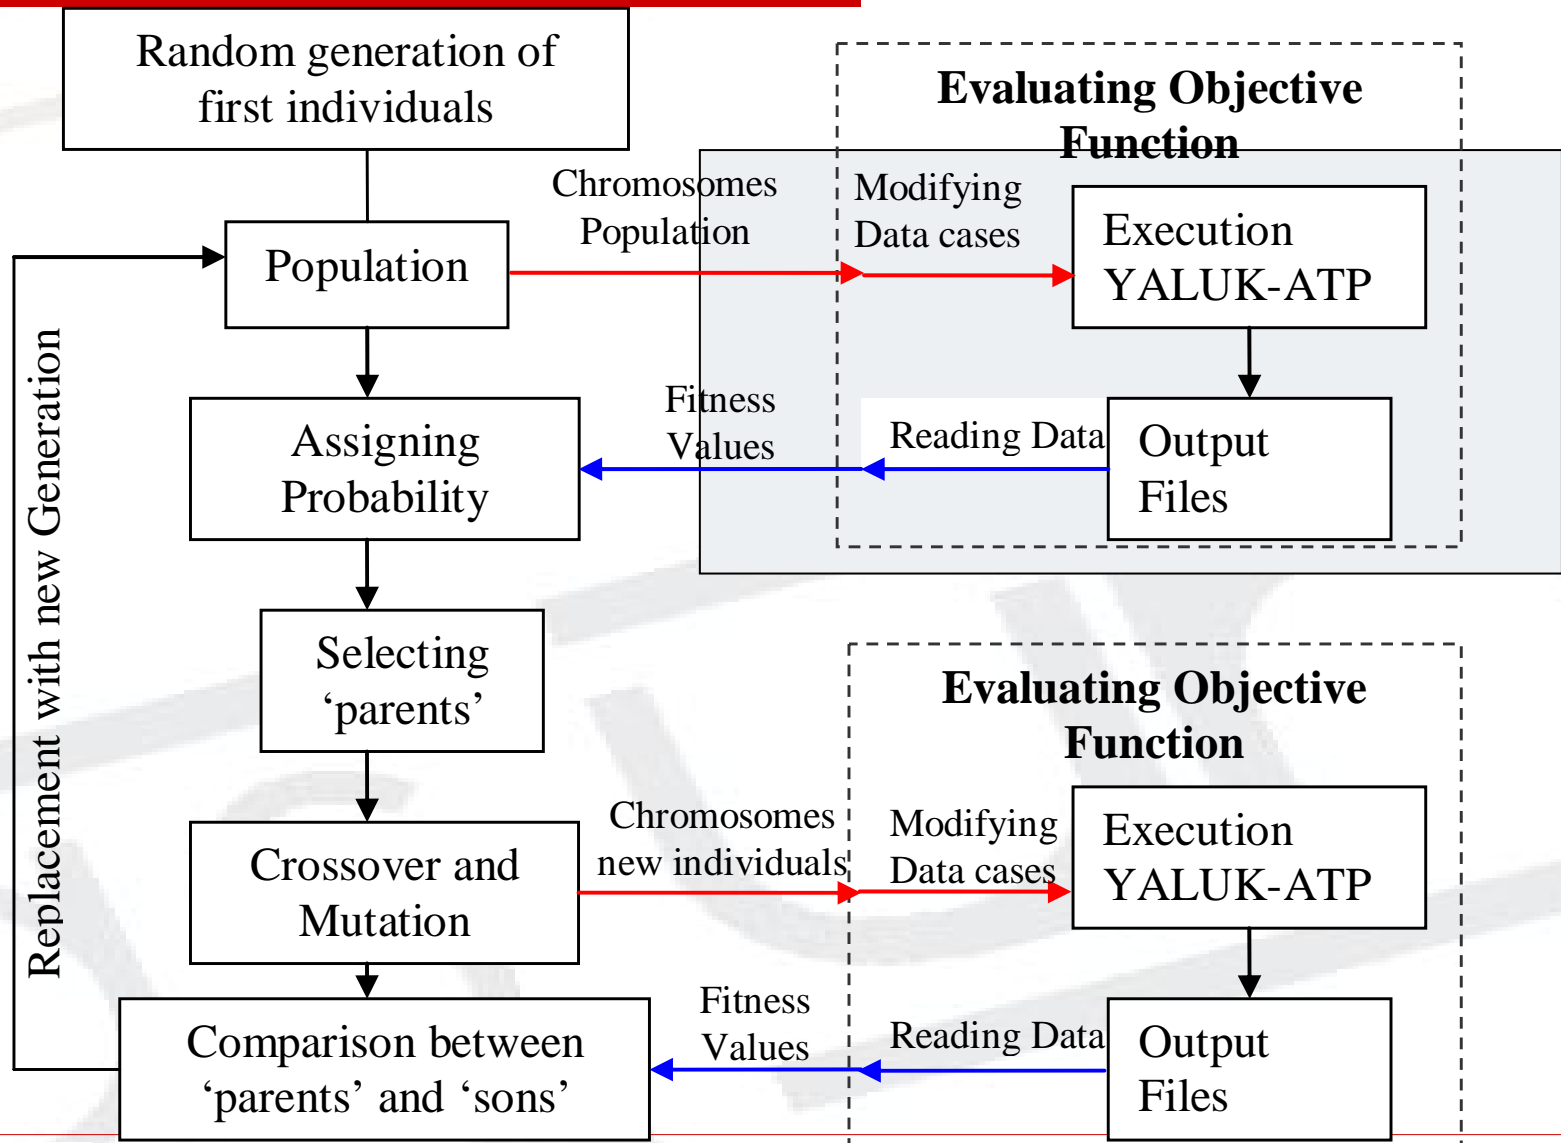 Random generation of
first individuals
Evaluating Objective
Function
Chromosomes
Population
Modifying
Data cases
Execution
YALUK-ATP
Population
Fitness
Values
Reading Data
Output
Files
Assigning
Probability
Replacement with new Generation
Selecting
‘parents’
Evaluating Objective
Function
Chromosomes
new individuals
Modifying
Data cases
Execution
YALUK-ATP
Crossover and
Mutation
Fitness
Values
Reading Data
Output
Files
Comparison between
‘parents’ and ‘sons’